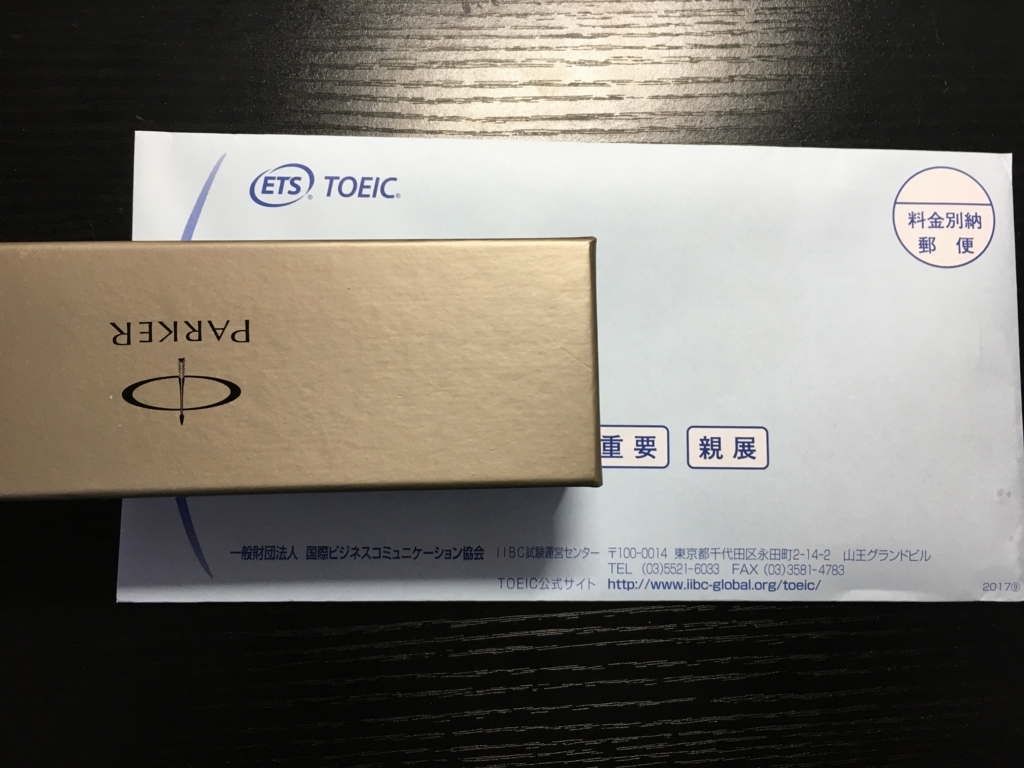 ETS® TOEIC®
料金別納
郵便
PARKER
重要
親展
一般財団法人 国際ビジネスコミュニケーション協会 IIBC試験運営センター 〒100-0014 東京都千代田区永田町2-14-2 山王グランドビル
TEL (03)5521-6033 FAX (03)3581-4783
TOEIC公式サイト http://www.iibc-global.org/toeic/
2017⑨